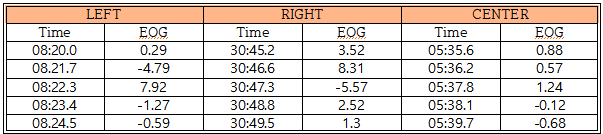 LEFT RIGHT CENTER
Time EOG Time EOG Time EOG
08:20.0 0.29 30:45.2 3.52 05:35.6 0.88
08.21.7 -4.79 30:46.6 8.31 05:36.2 0.57
08:22.3 7.92 30:47.3 -5.57 05:37.8 1.24
08:23.4 -1.27 30:48.8 2.52 05:38.1 -0.12
08.24.5 -0.59 30:49.5 1.3 05:39.7 -0.68